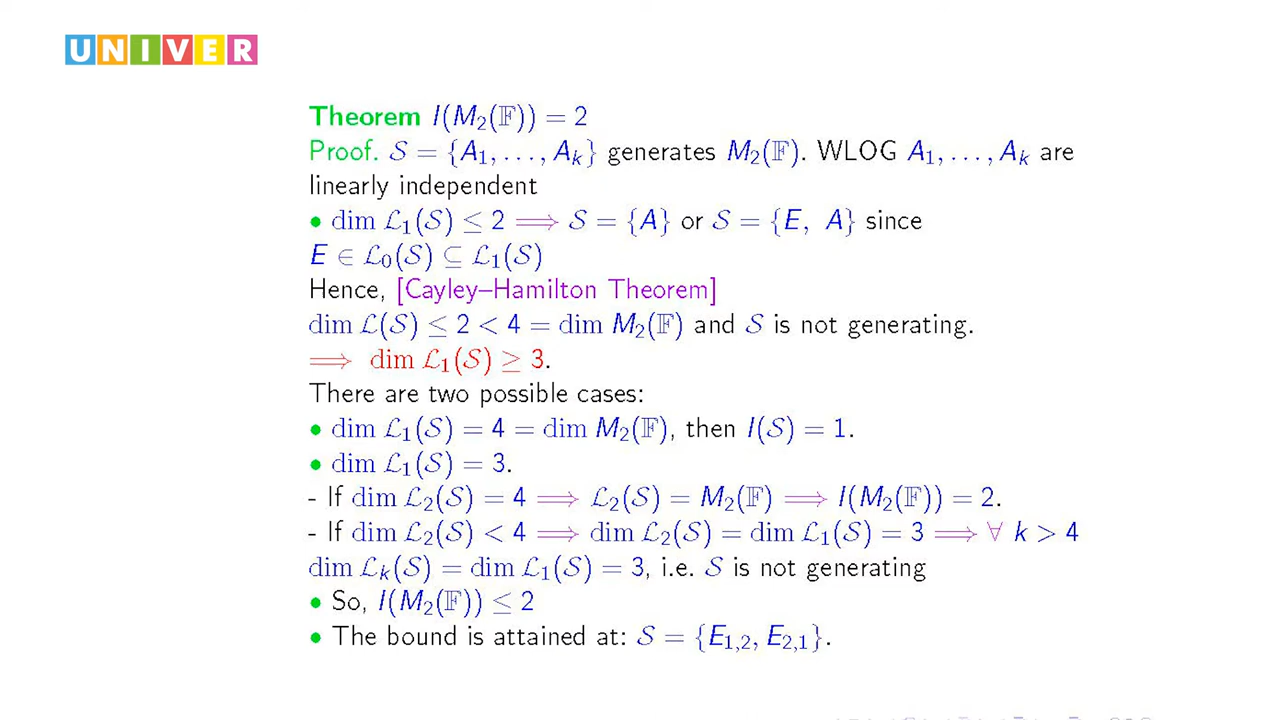 UNIVER
Theorem I(M₂(𝔽)) = 2
Proof. 𝒮 = {A₁, . . . , Aₖ} generates M₂(𝔽). WLOG A₁, . . . , Aₖ are
linearly independent
• dim ℒ₁(𝒮) ≤ 2 ⟹ 𝒮 = {A} or 𝒮 = {E, A} since
E ∈ ℒ₀(𝒮) ⊆ ℒ₁(𝒮)
Hence, [Cayley–Hamilton Theorem]
dim ℒ(𝒮) ≤ 2 < 4 = dim M₂(𝔽) and 𝒮 is not generating.
⟹ dim ℒ₁(𝒮) ≥ 3.
There are two possible cases:
• dim ℒ₁(𝒮) = 4 = dim M₂(𝔽), then I(𝒮) = 1.
• dim ℒ₁(𝒮) = 3.
- If dim ℒ₂(𝒮) = 4 ⟹ ℒ₂(𝒮) = M₂(𝔽) ⟹ I(M₂(𝔽)) = 2.
- If dim ℒ₂(𝒮) < 4 ⟹ dim ℒ₂(𝒮) = dim ℒ₁(𝒮) = 3 ⟹ ∀ k > 4
dim ℒₖ(𝒮) = dim ℒ₁(𝒮) = 3, i.e. 𝒮 is not generating
• So, I(M₂(𝔽)) ≤ 2
• The bound is attained at: 𝒮 = {E₁,₂, E₂,₁}.